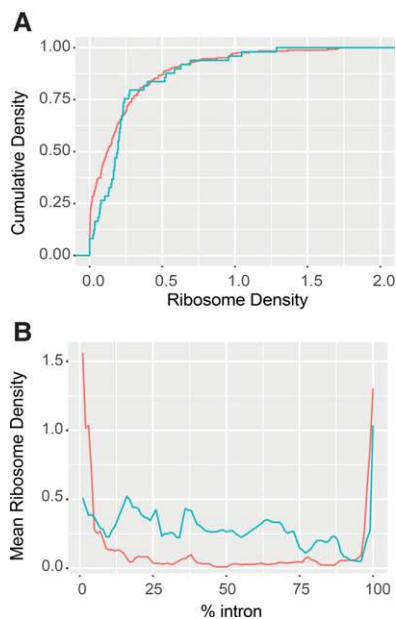 A
Cumulative Density
1.00
0.75
0.50
0.25
0.00
0.0 0.5 1.0 1.5 2.0
Ribosome Density
B
Mean Ribosome Density
1.5
1.0
0.5
0.0
0 25 50 75 100
% intron